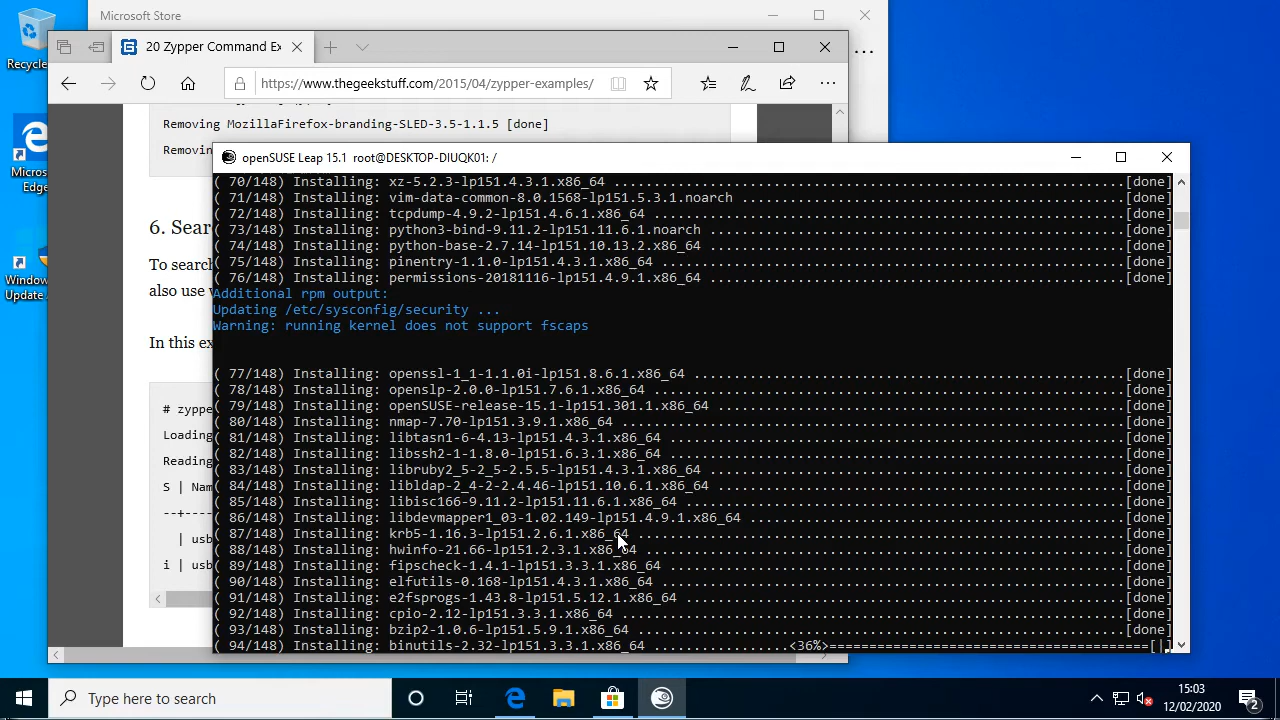 Recycle
Microsoft Store
20 Zypper Command Ex
https://www.thegeekstuff.com/2015/04/zypper-examples/
Micros
Edge
Windows
Update
Removing MozillaFirefox-branding-SLED-3.5-1.1.5 [done]
Removin
6. Sear
To search
also use w
In this ex
# zyppe
Loading
Reading
S | Nam
--+----
| usb
i | usb
openSUSE Leap 15.1 root@DESKTOP-DIUQK01: /
( 70/148) Installing: xz-5.2.3-lp151.4.3.1.x86_64 ..........[done]
( 71/148) Installing: vim-data-common-8.0.1568-lp151.5.3.1.noarch ..........[done]
( 72/148) Installing: tcpdump-4.9.2-lp151.4.6.1.x86_64 ..........[done]
( 73/148) Installing: python3-bind-9.11.2-lp151.11.6.1.noarch ..........[done]
( 74/148) Installing: python-base-2.7.14-lp151.10.13.2.x86_64 ..........[done]
( 75/148) Installing: pinentry-1.1.0-lp151.4.3.1.x86_64 ..........[done]
( 76/148) Installing: permissions-20181116-lp151.4.9.1.x86_64 ..........[done]
Additional rpm output:
Updating /etc/sysconfig/security ...
Warning: running kernel does not support fscaps
( 77/148) Installing: openssl-1_1-1.1.0i-lp151.8.6.1.x86_64 ..........[done]
( 78/148) Installing: openslp-2.0.0-lp151.7.6.1.x86_64 ..........[done]
( 79/148) Installing: openSUSE-release-15.1-lp151.301.1.x86_64 ..........[done]
( 80/148) Installing: nmap-7.70-lp151.3.9.1.x86_64 ..........[done]
( 81/148) Installing: libtasn1-6-4.13-lp151.4.3.1.x86_64 ..........[done]
( 82/148) Installing: libssh2-1-1.8.0-lp151.6.3.1.x86_64 ..........[done]
( 83/148) Installing: libruby2_5-2_5-2.5.5-lp151.4.3.1.x86_64 ..........[done]
( 84/148) Installing: libldap-2_4-2-2.4.46-lp151.10.6.1.x86_64 ..........[done]
( 85/148) Installing: libisc166-9.11.2-lp151.11.6.1.x86_64 ..........[done]
( 86/148) Installing: libdevmapper1_03-1.02.149-lp151.4.9.1.x86_64 ..........[done]
( 87/148) Installing: krb5-1.16.3-lp151.2.6.1.x86_64 ..........[done]
( 88/148) Installing: hwinfo-21.66-lp151.2.3.1.x86_64 ..........[done]
( 89/148) Installing: fipscheck-1.4.1-lp151.3.3.1.x86_64 ..........[done]
( 90/148) Installing: elfutils-0.168-lp151.4.3.1.x86_64 ..........[done]
( 91/148) Installing: e2fsprogs-1.43.8-lp151.5.12.1.x86_64 ..........[done]
( 92/148) Installing: cpio-2.12-lp151.3.3.1.x86_64 ..........[done]
( 93/148) Installing: bzip2-1.0.6-lp151.5.9.1.x86_64 ..........[done]
( 94/148) Installing: binutils-2.32-lp151.3.3.1.x86_64 .................<36%>========================================[|]
Type here to search
15:03
12/02/2020
2